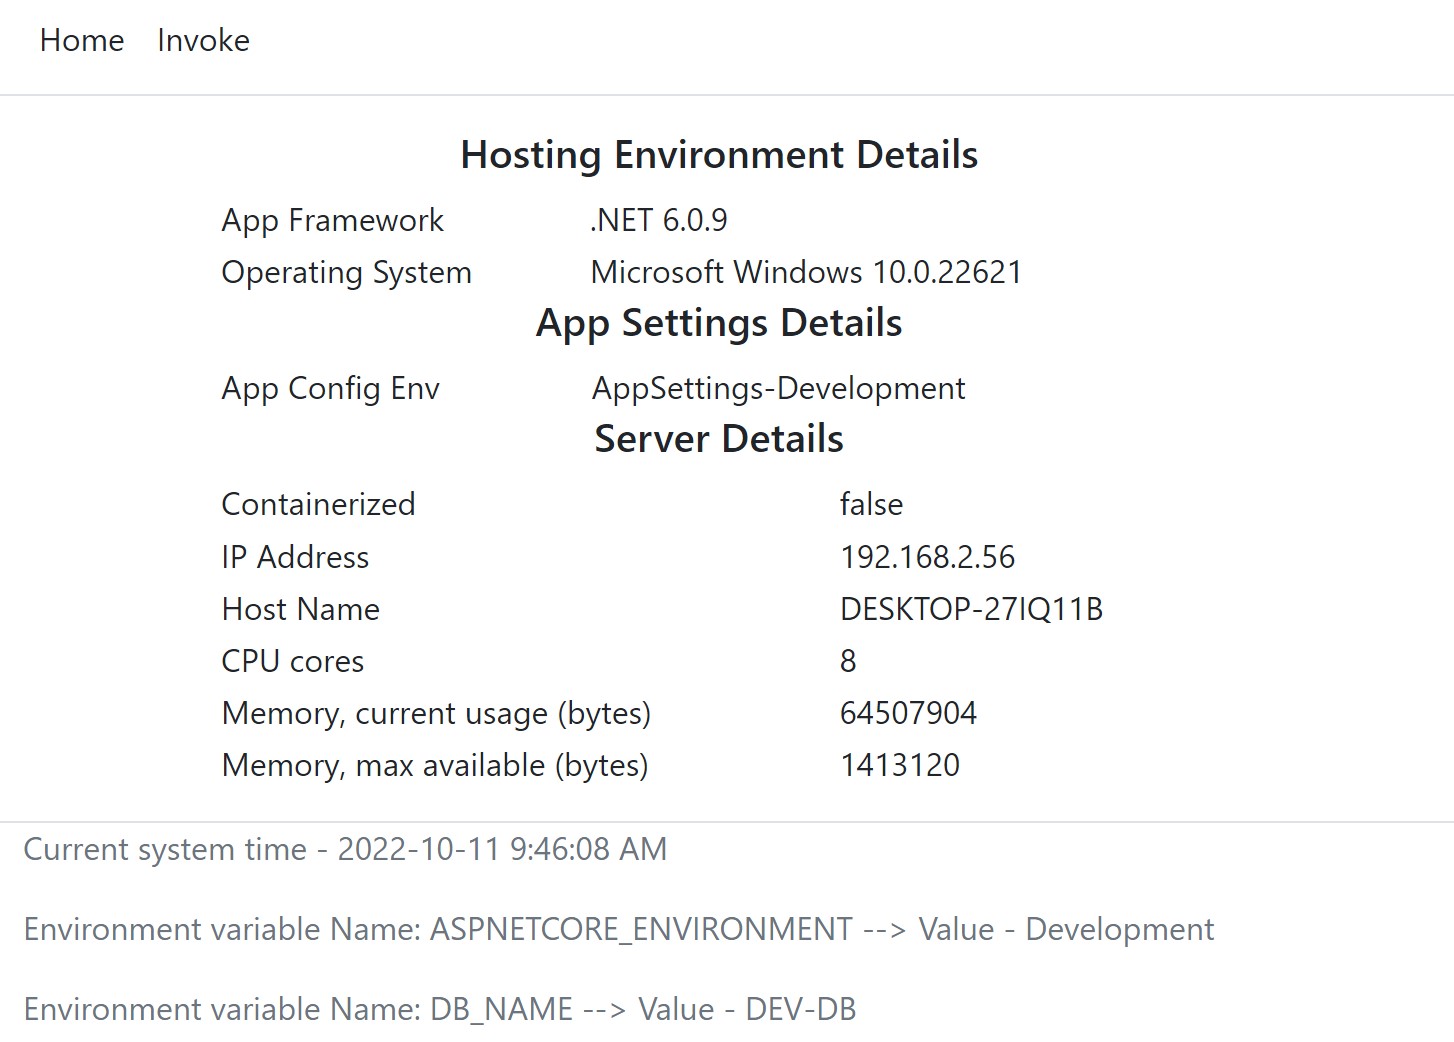 Home Invoke
Hosting Environment Details
App Framework .NET 6.0.9
Operating System Microsoft Windows 10.0.22621
App Settings Details
App Config Env AppSettings-Development
Server Details
Containerized false
IP Address 192.168.2.56
Host Name DESKTOP-27IQ11B
CPU cores 8
Memory, current usage (bytes) 64507904
Memory, max available (bytes) 1413120
Current system time - 2022-10-11 9:46:08 AM
Environment variable Name: ASPNETCORE_ENVIRONMENT --> Value - Development
Environment variable Name: DB_NAME --> Value - DEV-DB